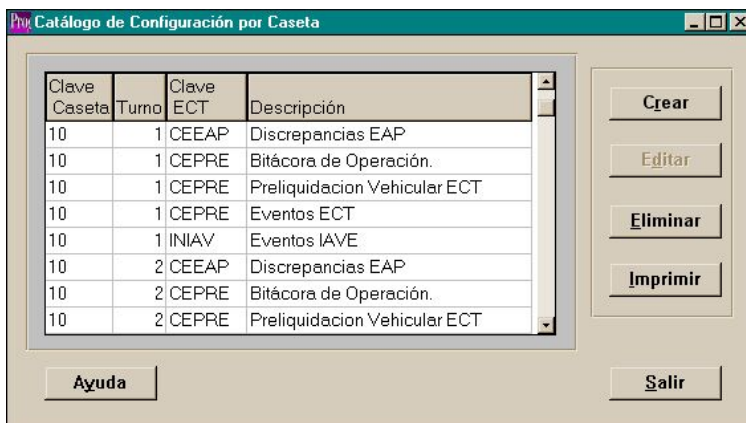 Catálogo de Configuración por Caseta
Clave Caseta Turno Clave ECT Descripción
10 1 CEEAP Discrepancias EAP
10 1 CEPRE Bitácora de Operación.
10 1 CEPRE Preliquidacion Vehicular ECT
10 1 CEPRE Eventos ECT
10 1 INIAV Eventos IAVE
10 2 CEEAP Discrepancias EAP
10 2 CEPRE Bitácora de Operación.
10 2 CEPRE Preliquidacion Vehicular ECT
Crear
Editar
Eliminar
Imprimir
Ayuda
Salir